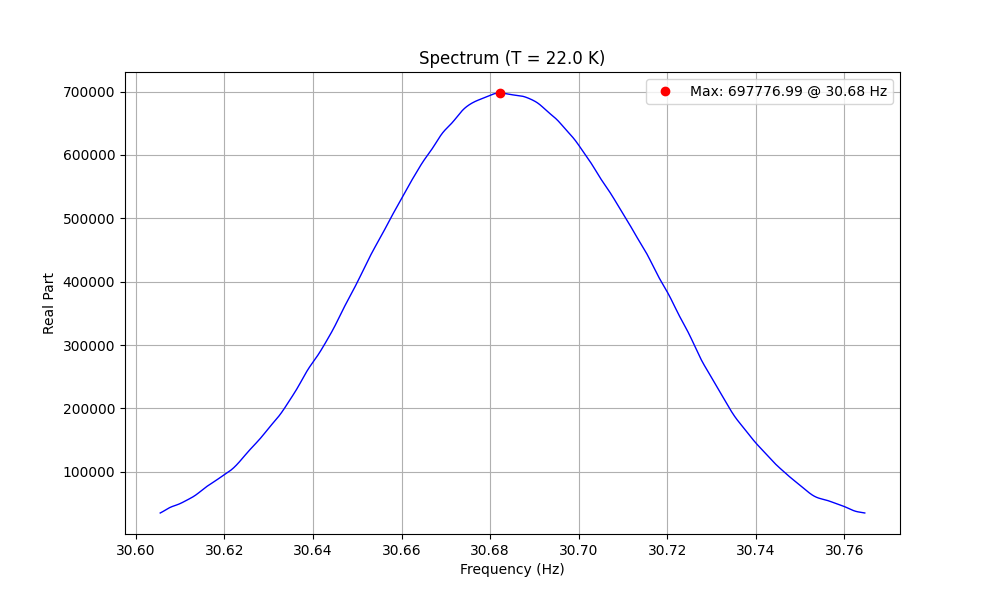 Spectrum (T = 22.0 K)
Max: 697776.99 @ 30.68 Hz
Real Part
700000
600000
500000
400000
300000
200000
100000
30.60 30.62 30.64 30.66 30.68 30.70 30.72 30.74 30.76
Frequency (Hz)